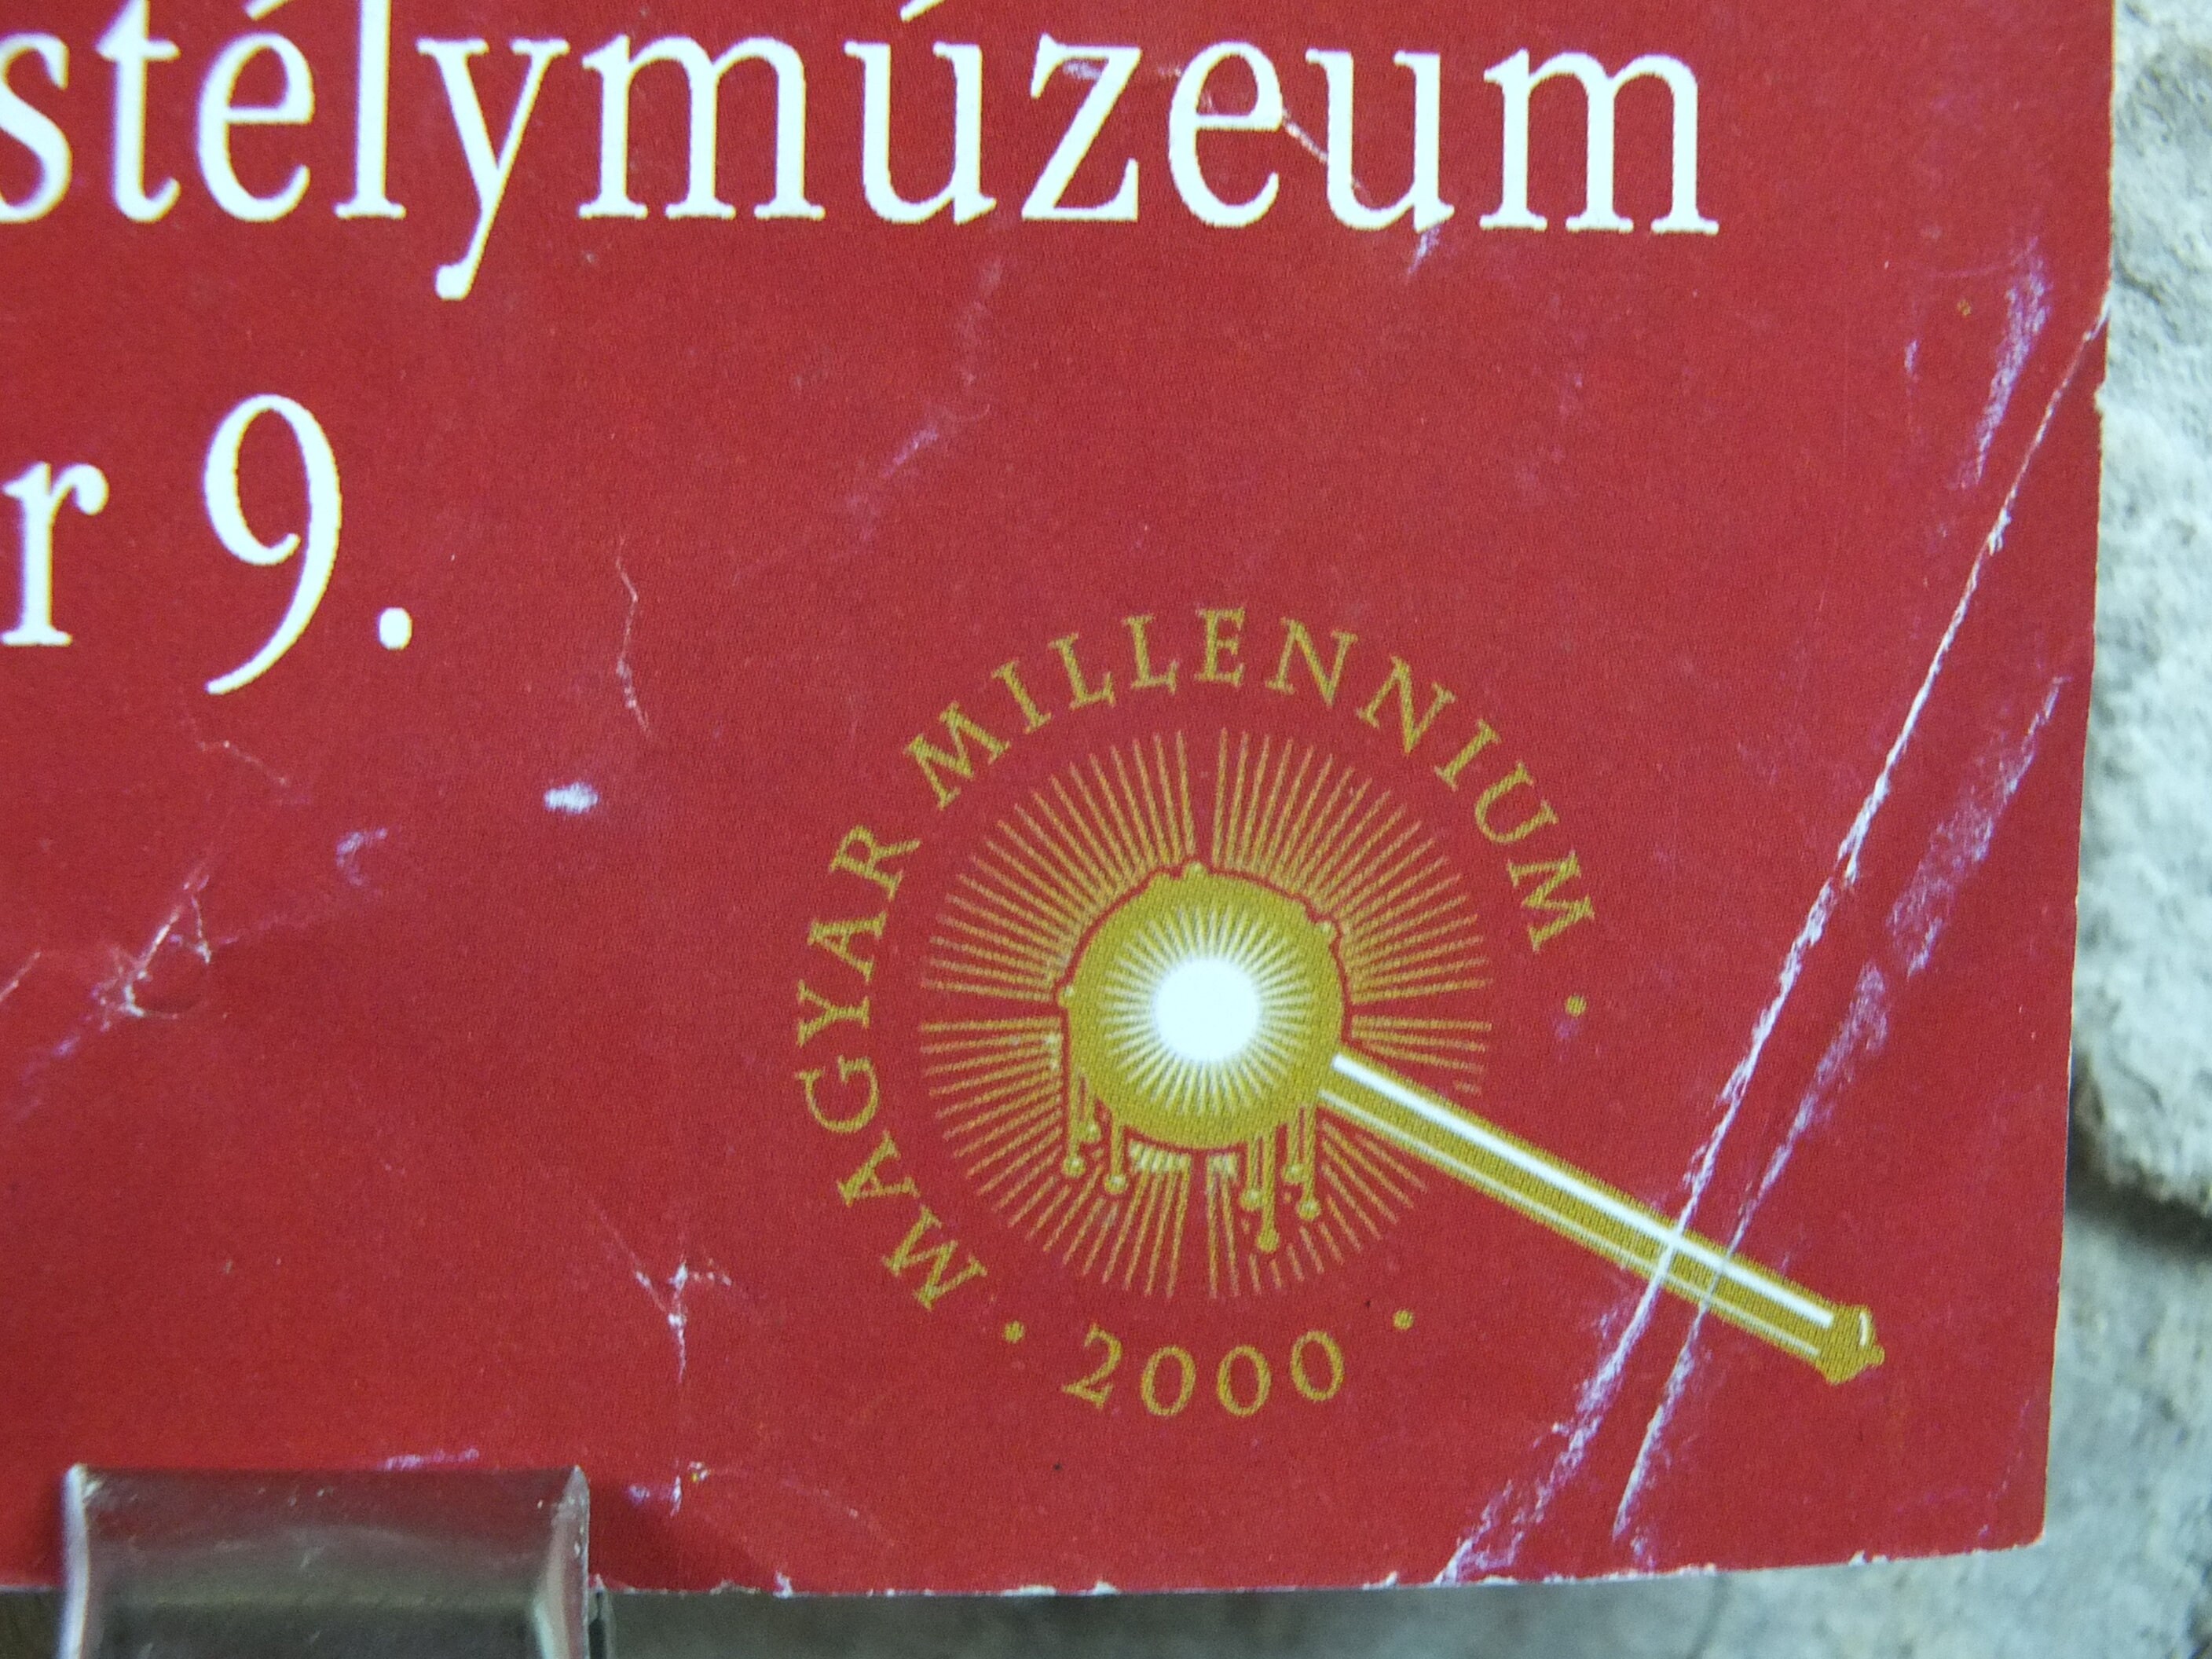 stélymúzeum
r 9.
MAGYAR MILLENNIUM
• 2000 •